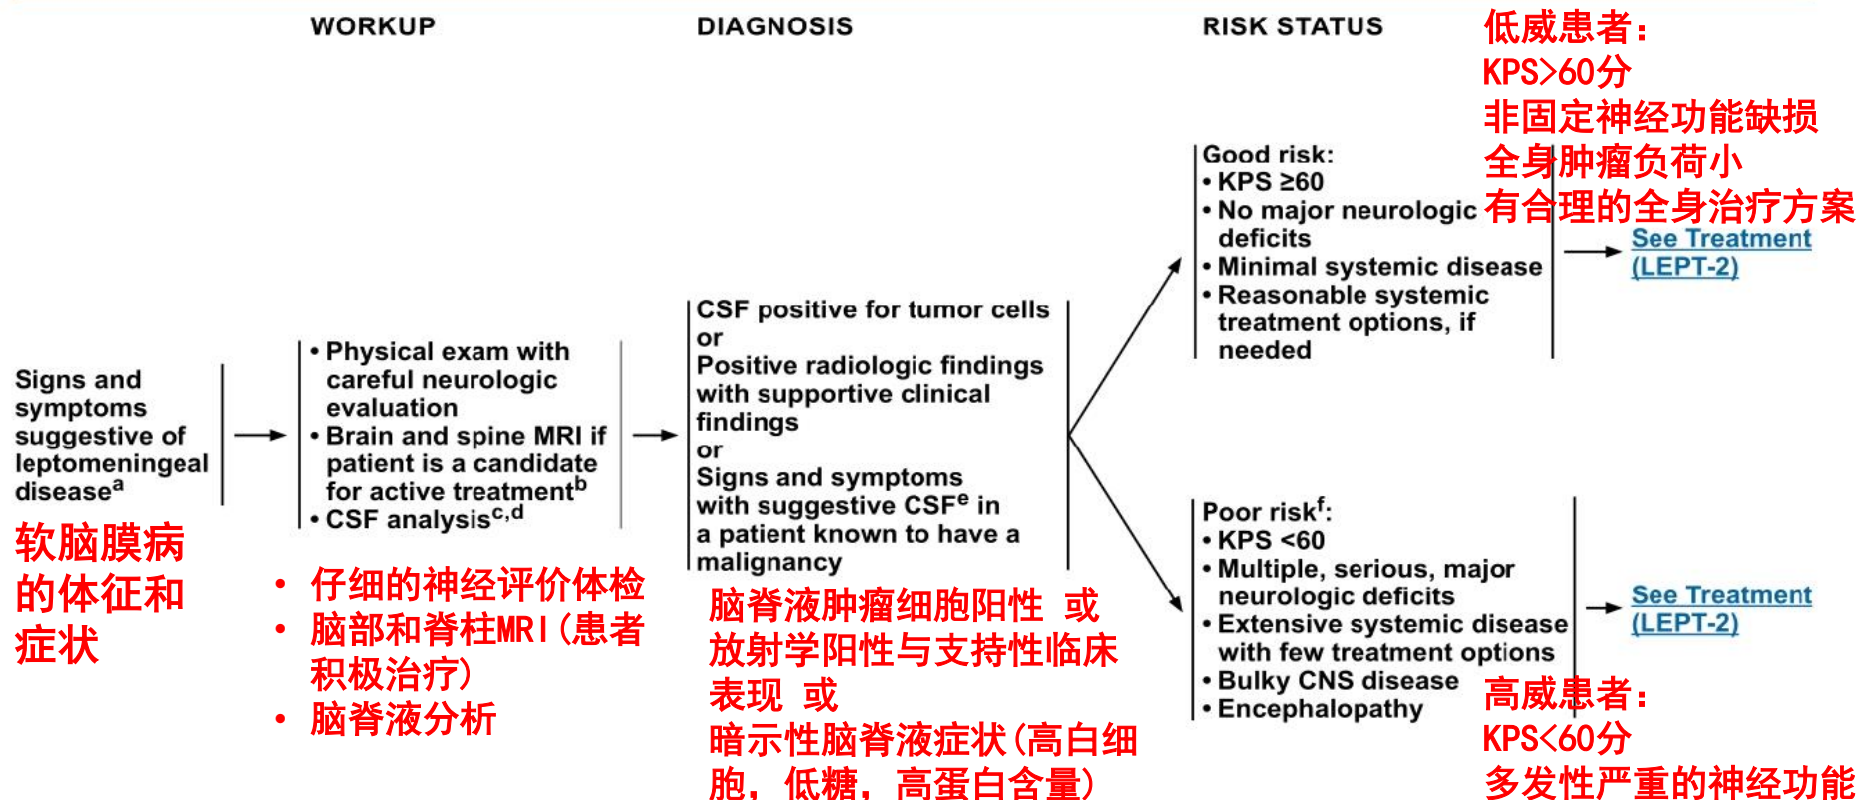 WORKUP
DIAGNOSIS
RISK STATUS
低威患者：
KPS>60分
非固定神经功能缺损
全身肿瘤负荷小
有合理的全身治疗方案
Good risk:
• KPS ≥60
• No major neurologic
deficits
• Minimal systemic disease
• Reasonable systemic
treatment options, if
needed
See Treatment
(LEPT-2)
Signs and
symptoms
suggestive of
leptomeningeal
diseaseᵃ
软脑膜病
的体征和
症状
• Physical exam with
careful neurologic
evaluation
• Brain and spine MRI if
patient is a candidate
for active treatmentᵇ
• CSF analysisᶜ,ᵈ
• 仔细的神经评价体检
• 脑部和脊柱MRI(患者
积极治疗)
• 脑脊液分析
CSF positive for tumor cells
or
Positive radiologic findings
with supportive clinical
findings
or
Signs and symptoms
with suggestive CSFᵉ in
a patient known to have a
malignancy
脑脊液肿瘤细胞阳性 或
放射学阳性与支持性临床
表现 或
暗示性脑脊液症状(高白细
胞，低糖，高蛋白含量)
Poor riskᶠ:
• KPS <60
• Multiple, serious, major
neurologic deficits
• Extensive systemic disease
with few treatment options
• Bulky CNS disease
• Encephalopathy
See Treatment
(LEPT-2)
高威患者：
KPS<60分
多发性严重的神经功能